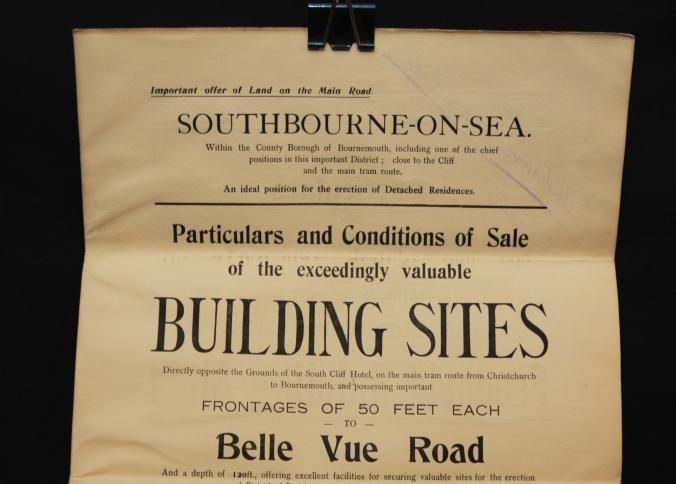 Important offer of Land on the Main Road.
SOUTHBOURNE-ON-SEA.
Within the County Borough of Bournemouth, including one of the chief
positions in this important District ; close to the Cliff
and the main tram route.
An ideal position for the erection of Detached Residences.
Particulars and Conditions of Sale
of the exceedingly valuable
BUILDING SITES
Directly opposite the Grounds of the South Cliff Hotel, on the main tram route from Christchurch
to Bournemouth, and possessing important
FRONTAGES OF 50 FEET EACH
— TO —
Belle Vue Road
And a depth of 120ft., offering excellent facilities for securing valuable sites for the erection